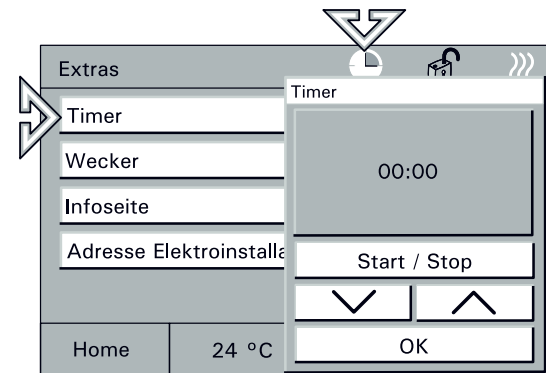 Extras
Timer
Wecker
Infoseite
Adresse Elektroinstalla
Home
24 °C
Timer
00:00
Start / Stop
OK